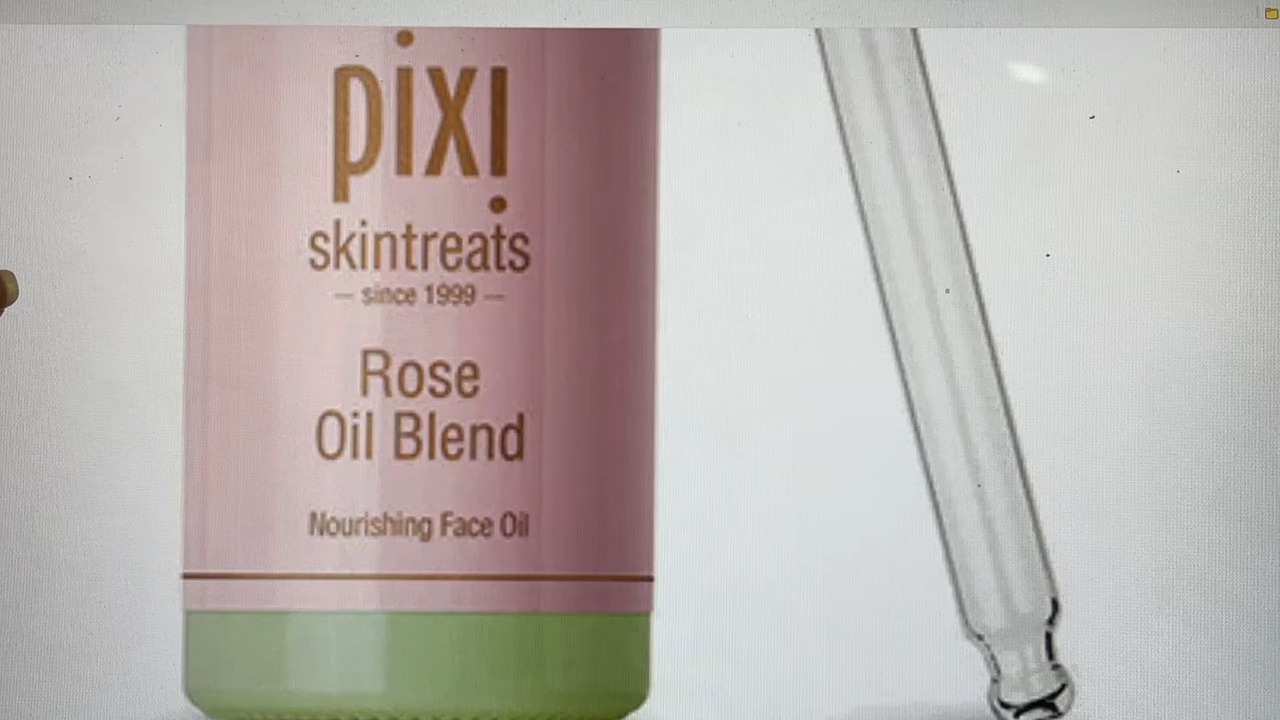 pixi
skintreats
— since 1999 —
Rose
Oil Blend
Nourishing Face Oil